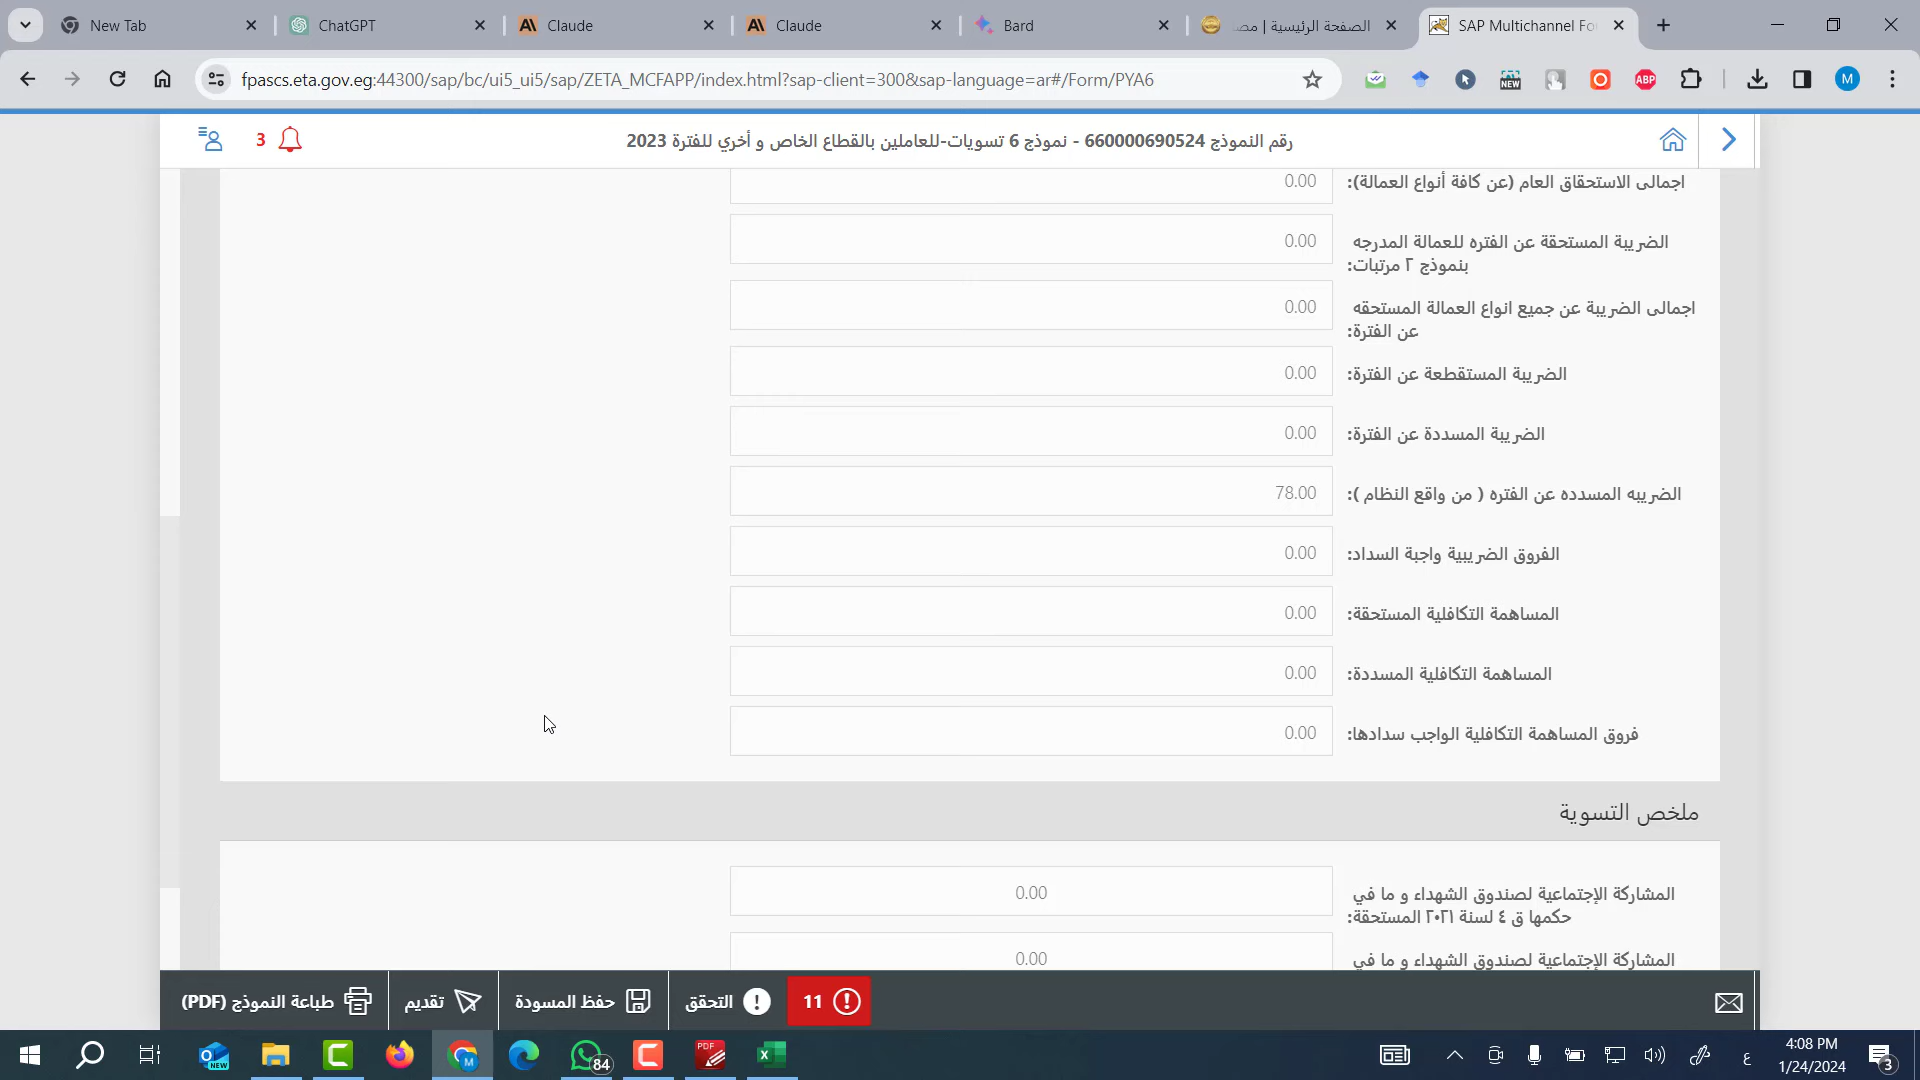 New Tab
ChatGPT
Claude
Claude
Bard
الصفحة الرئيسية | مصـ
SAP Multichannel Fo
fpascs.eta.gov.eg:44300/sap/bc/ui5_ui5/sap/ZETA_MCFAPP/index.html?sap-client=300&sap-language=ar#/Form/PYA6
NEW
ABP
M
3
رقم النموذج 660000690524 - نموذج 6 تسويات-للعاملين بالقطاع الخاص و أخري للفترة 2023
اجمالى الاستحقاق العام (عن كافة أنواع العمالة): 0.00
الضريبة المستحقة عن الفتره للعمالة المدرجه 0.00
بنموذج ٢ مرتبات:
اجمالى الضريبة عن جميع انواع العمالة المستحقه 0.00
عن الفترة:
الضريبة المستقطعة عن الفترة: 0.00
الضريبة المسددة عن الفترة: 0.00
الضريبه المسدده عن الفتره ( من واقع النظام ): 78.00
الفروق الضريبية واجبة السداد: 0.00
المساهمة التكافلية المستحقة: 0.00
المساهمة التكافلية المسددة: 0.00
فروق المساهمة التكافلية الواجب سدادها: 0.00
ملخص التسوية
المشاركة الإجتماعية لصندوق الشهداء و ما في 0.00
حكمها ق ٤ لسنة ٢٠٢١ المستحقة:
المشاركة الإجتماعية لصندوق الشهداء و ما في 0.00
11
التحقق
حفظ المسودة
تقديم
طباعة النموذج (PDF)
NEW
M
84
PDF
ع
4:08 PM
1/24/2024
3